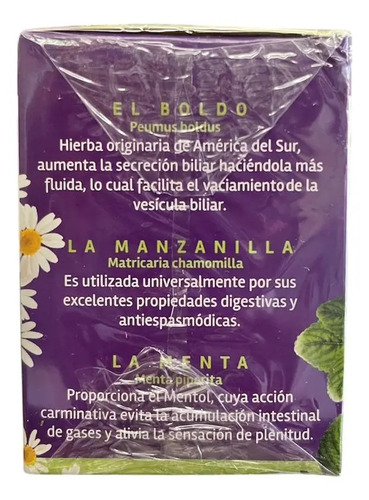 EL BOLDO
Peumus boldus
Hierba originaria de América del Sur,
aumenta la secreción biliar haciéndola más
fluida, lo cual facilita el vaciamiento de la
vesícula biliar.
LA MANZANILLA
Matricaria chamomilla
Es utilizada universalmente por sus
excelentes propiedades digestivas y
antiespasmódicas.
LA MENTA
Menta piperita
Proporciona el Mentol, cuya acción
carminativa evita la acumulación intestinal
de gases y alivia la sensación de plenitud.